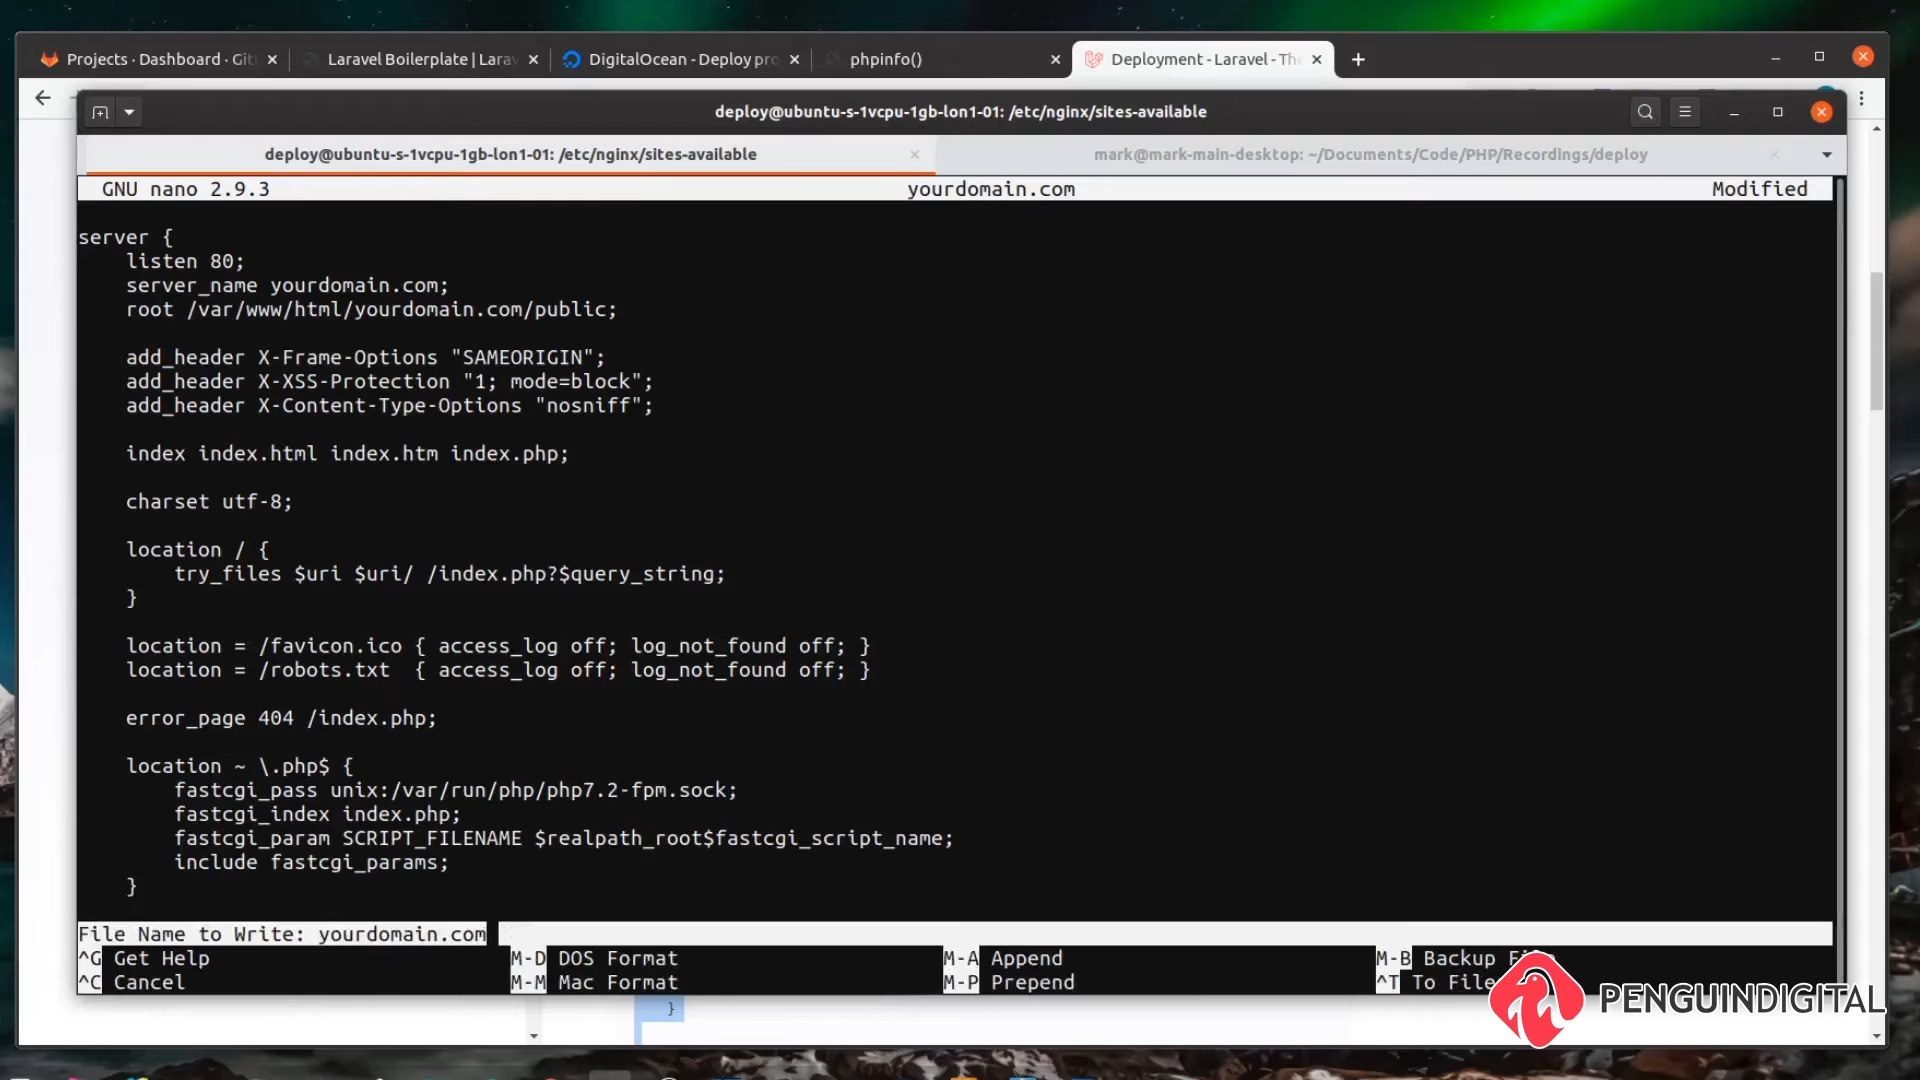 Projects · Dashboard · Git
Laravel Boilerplate | Larav
DigitalOcean - Deploy pro
phpinfo()
Deployment - Laravel - The
deploy@ubuntu-s-1vcpu-1gb-lon1-01: /etc/nginx/sites-available
deploy@ubuntu-s-1vcpu-1gb-lon1-01: /etc/nginx/sites-available
mark@mark-main-desktop: ~/Documents/Code/PHP/Recordings/deploy
GNU nano 2.9.3 yourdomain.com Modified
server {
    listen 80;
    server_name yourdomain.com;
    root /var/www/html/yourdomain.com/public;
    add_header X-Frame-Options "SAMEORIGIN";
    add_header X-XSS-Protection "1; mode=block";
    add_header X-Content-Type-Options "nosniff";
    index index.html index.htm index.php;
    charset utf-8;
    location / {
        try_files $uri $uri/ /index.php?$query_string;
    }
    location = /favicon.ico { access_log off; log_not_found off; }
    location = /robots.txt  { access_log off; log_not_found off; }
    error_page 404 /index.php;
    location ~ \.php$ {
        fastcgi_pass unix:/var/run/php/php7.2-fpm.sock;
        fastcgi_index index.php;
        fastcgi_param SCRIPT_FILENAME $realpath_root$fastcgi_script_name;
        include fastcgi_params;
    }
File Name to Write: yourdomain.com
^G Get Help M-D DOS Format M-A Append M-B Backup File
^C Cancel M-M Mac Format M-P Prepend ^T To Files
}
PENGUINDIGITAL